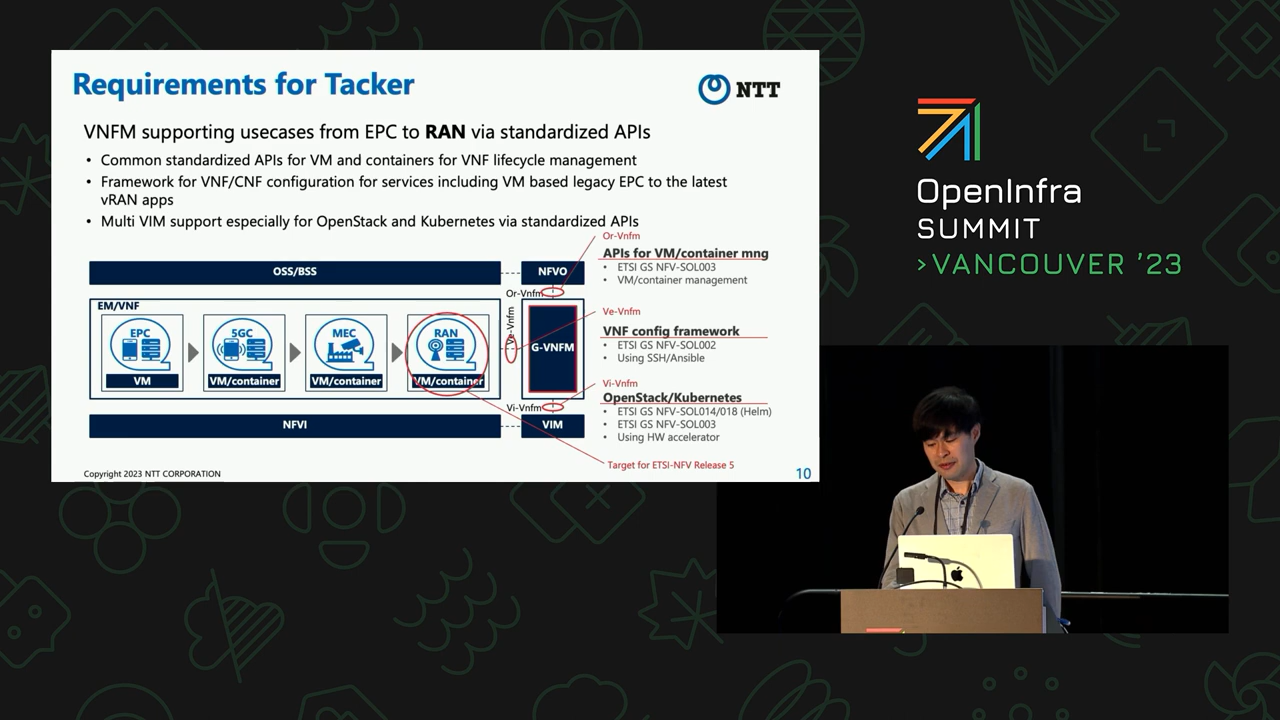 Requirements for Tacker
NTT
VNFM supporting usecases from EPC to RAN via standardized APIs
• Common standardized APIs for VM and containers for VNF lifecycle management
• Framework for VNF/CNF configuration for services including VM based legacy EPC to the latest
vRAN apps
• Multi VIM support especially for OpenStack and Kubernetes via standardized APIs
Or-Vnfm
APIs for VM/container mng
• ETSI GS NFV-SOL003
• VM/container management
OSS/BSS
NFVO
Or-Vnfm
EM/VNF
EPC
VM
5GC
VM/container
MEC
VM/container
RAN
VM/container
Ve-Vnfm
G-VNFM
Ve-Vnfm
VNF config framework
• ETSI GS NFV-SOL002
• Using SSH/Ansible
Vi-Vnfm
Vi-Vnfm
OpenStack/Kubernetes
• ETSI GS NFV-SOL014/018 (Helm)
• ETSI GS NFV-SOL003
• Using HW accelerator
NFVI
VIM
Target for ETSI-NFV Release 5
Copyright 2023 NTT CORPORATION
10
OpenInfra
SUMMIT
>VANCOUVER '23